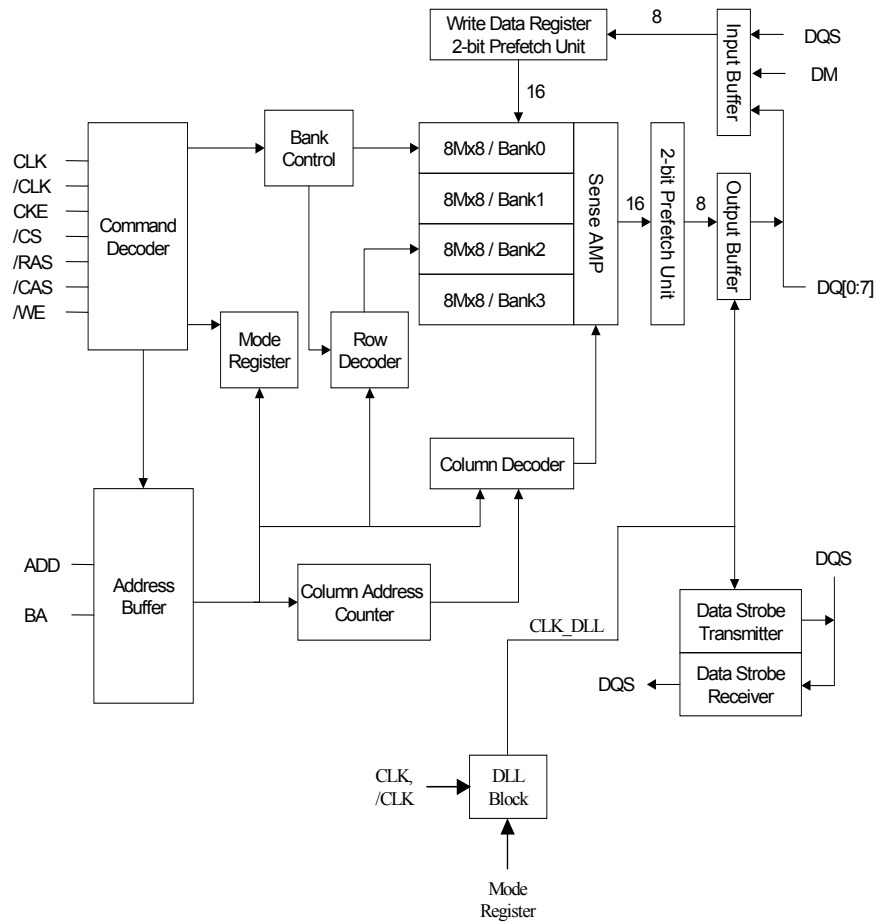 Write Data Register
2-bit Prefetch Unit
8
Input Buffer
DQS
DM
16
Bank
Control
8Mx8 / Bank0
8Mx8 / Bank1
8Mx8 / Bank2
8Mx8 / Bank3
Sense AMP
16
2-bit Prefetch Unit
8
Output Buffer
DQ[0:7]
CLK
/CLK
CKE
/CS
/RAS
/CAS
/WE
Command
Decoder
Mode
Register
Row
Decoder
Column Decoder
ADD
BA
Address
Buffer
Column Address
Counter
CLK_DLL
DQS
Data Strobe
Transmitter
Data Strobe
Receiver
DQS
CLK,
/CLK
DLL
Block
Mode
Register